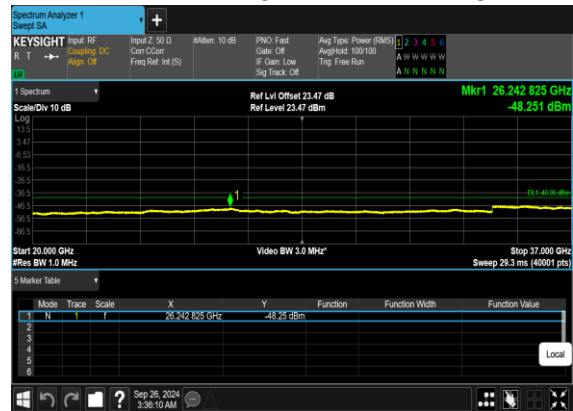 Spectrum Analyzer 1
Swept SA
+
KEYSIGHT Input: RF Input Z: 50 Ω #Atten: 10 dB PNO: Fast Avg Type: Power (RMS) 1 2 3 4 5 6
R T Coupling: DC Corr CCorr Gate: Off Avg|Hold: 100/100 A W W W W W
Align: Off Freq Ref: Int (S) IF Gain: Low Trig: Free Run
LXI Sig Track: Off A N N N N N
1 Spectrum Ref Lvl Offset 23.47 dB Mkr1 26.242 825 GHz
Scale/Div 10 dB Ref Level 23.47 dBm -48.251 dBm
Log
13.5
3.47
-6.53
-16.5
-26.5
-36.5 1 DL1 -40.00 dBm
-46.5
-56.5
-66.5
Start 20.000 GHz Video BW 3.0 MHz* Stop 37.000 GHz
#Res BW 1.0 MHz Sweep 29.3 ms (40001 pts)
5 Marker Table
Mode Trace Scale X Y Function Function Width Function Value
1 N 1 f 26.242 825 GHz -48.25 dBm
2
3
4
5
6
Local
? Sep 26, 2024
3:36:10 AM